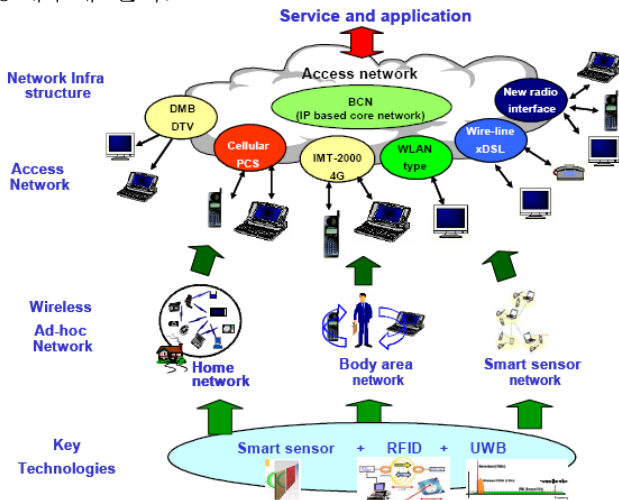 Service and application
Network Infra
structure
Access network
BCN
(IP based core network)
New radio
interface
DMB
DTV
Cellular
PCS
IMT-2000
4G
WLAN
type
Wire-line
xDSL
Access
Network
Wireless
Ad-hoc
Network
Home
network
Body area
network
Smart sensor
network
Key
Technologies
Smart sensor + RFID + UWB